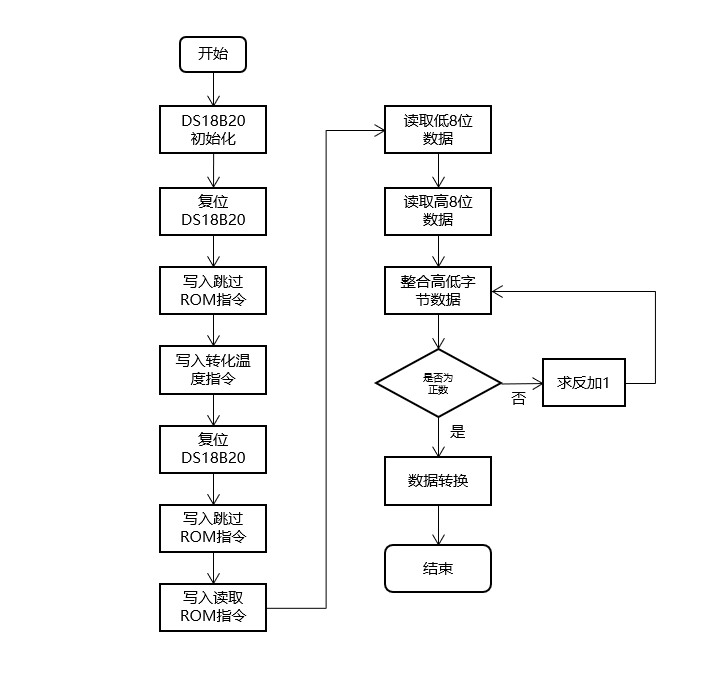 开始
DS18B20
初始化
复位
DS18B20
写入跳过
ROM指令
写入转化温
度指令
复位
DS18B20
写入跳过
ROM指令
写入读取
ROM指令
读取低8位
数据
读取高8位
数据
整合高低字
节数据
是否为
正数
否
求反加1
是
数据转换
结束